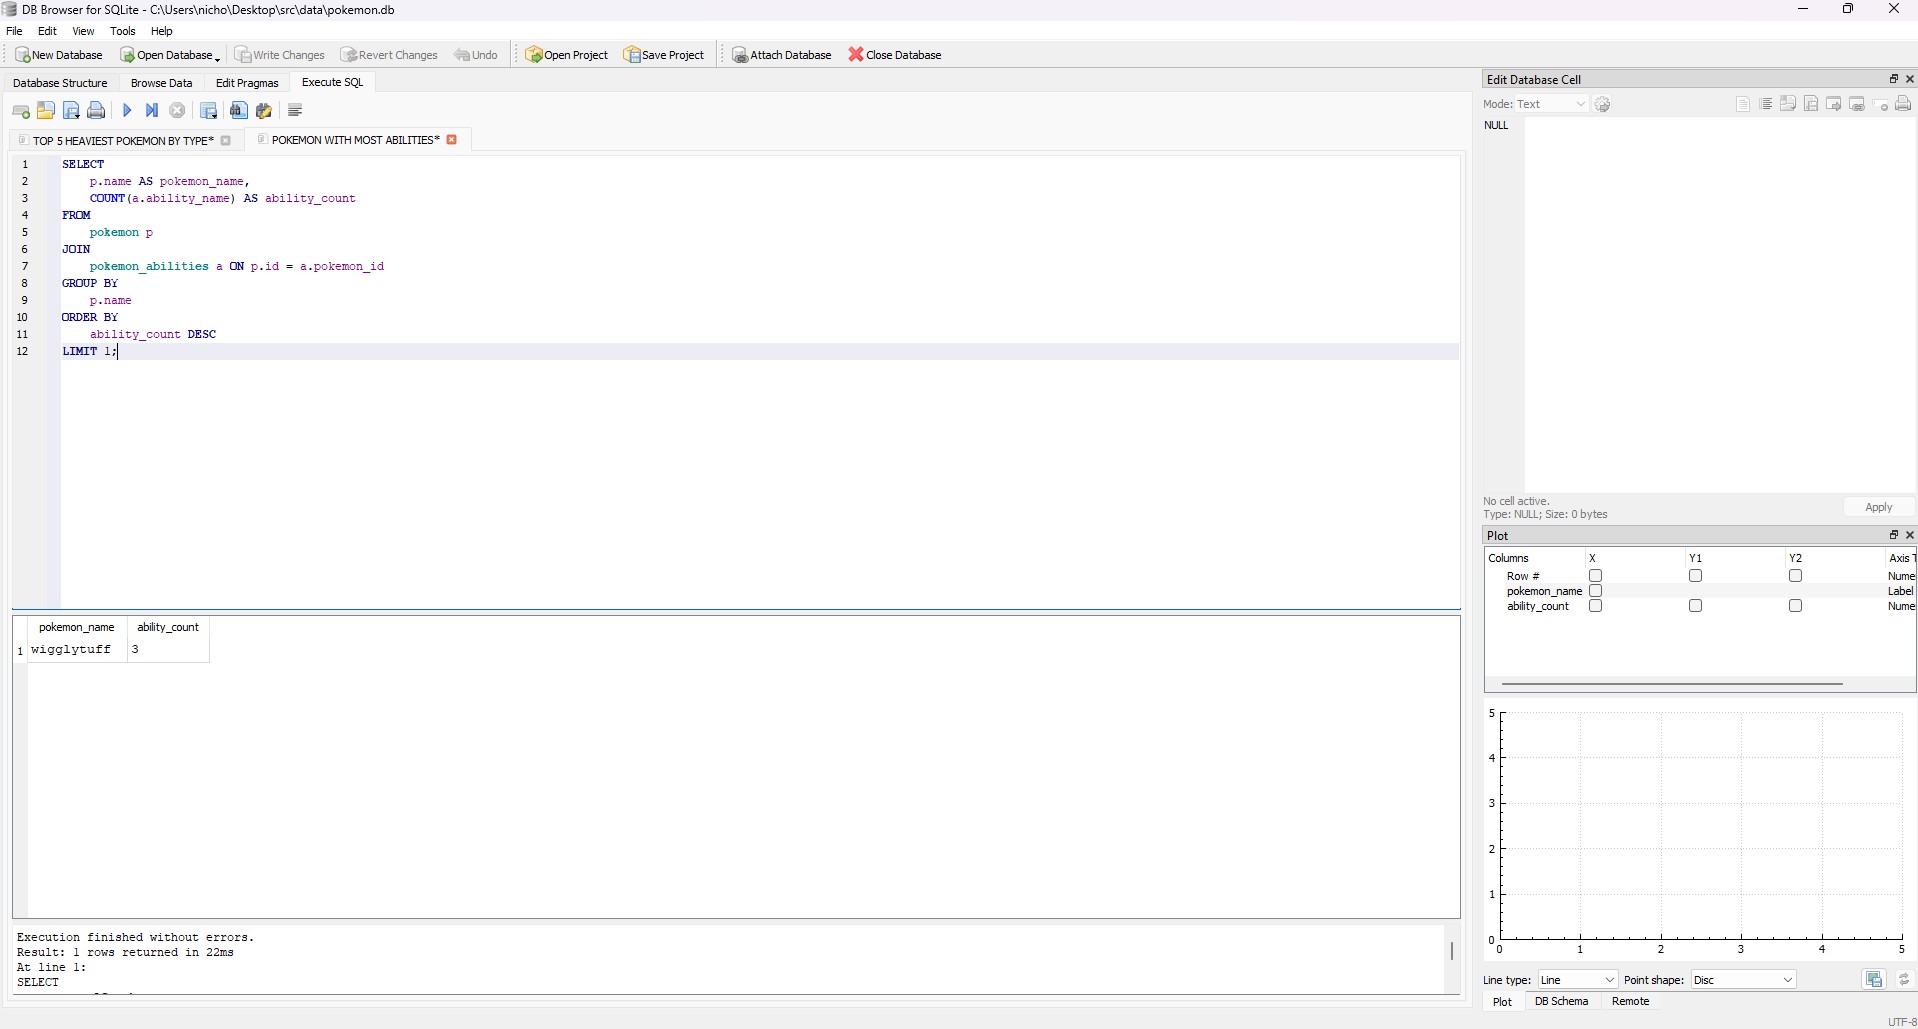 DB Browser for SQLite - C:\Users\nicho\Desktop\src\data\pokemon.db
File Edit View Tools Help
New Database Open Database Write Changes Revert Changes Undo Open Project Save Project Attach Database Close Database
Database Structure Browse Data Edit Pragmas Execute SQL
TOP 5 HEAVIEST POKEMON BY TYPE* POKEMON WITH MOST ABILITIES*
1 SELECT
2 p.name AS pokemon_name,
3 COUNT(a.ability_name) AS ability_count
4 FROM
5 pokemon p
6 JOIN
7 pokemon_abilities a ON p.id = a.pokemon_id
8 GROUP BY
9 p.name
10 ORDER BY
11 ability_count DESC
12 LIMIT 1;
pokemon_name ability_count
1 wigglytuff 3
Execution finished without errors.
Result: 1 rows returned in 22ms
At line 1:
SELECT
Edit Database Cell
Mode: Text
NULL
No cell active.
Type: NULL; Size: 0 bytes
Apply
Plot
Columns X Y1 Y2 Axis T
Row # Nume
pokemon_name Label
ability_count Nume
5
4
3
2
1
0
0 1 2 3 4 5
Line type: Line Point shape: Disc
Plot DB Schema Remote
UTF-8